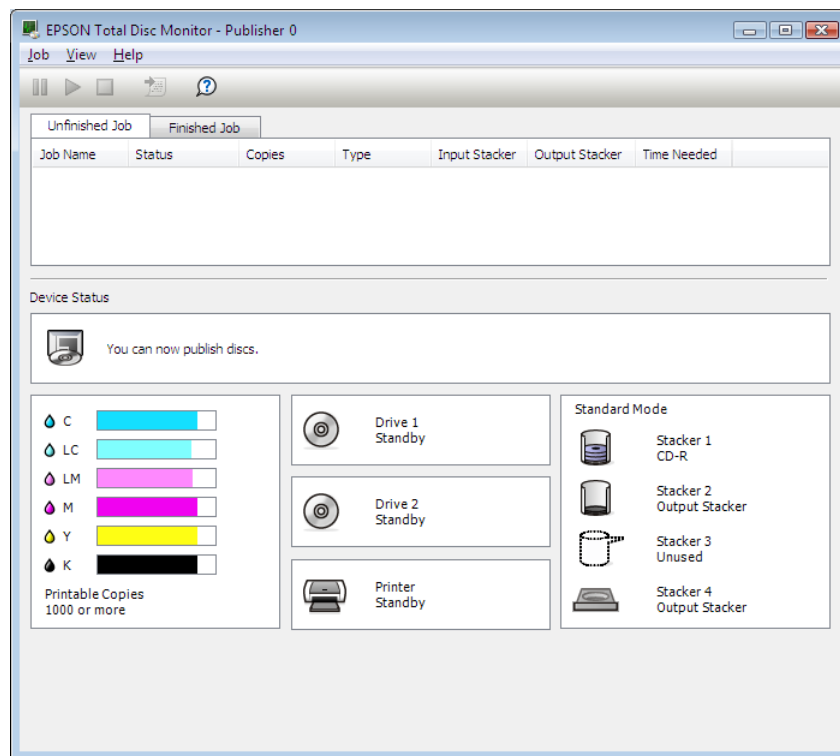 EPSON Total Disc Monitor - Publisher 0
Job View Help
Unfinished Job Finished Job
Job Name Status Copies Type Input Stacker Output Stacker Time Needed
Device Status
You can now publish discs.
C
LC
LM
M
Y
K
Printable Copies
1000 or more
Drive 1
Standby
Drive 2
Standby
Printer
Standby
Standard Mode
Stacker 1
CD-R
Stacker 2
Output Stacker
Stacker 3
Unused
Stacker 4
Output Stacker